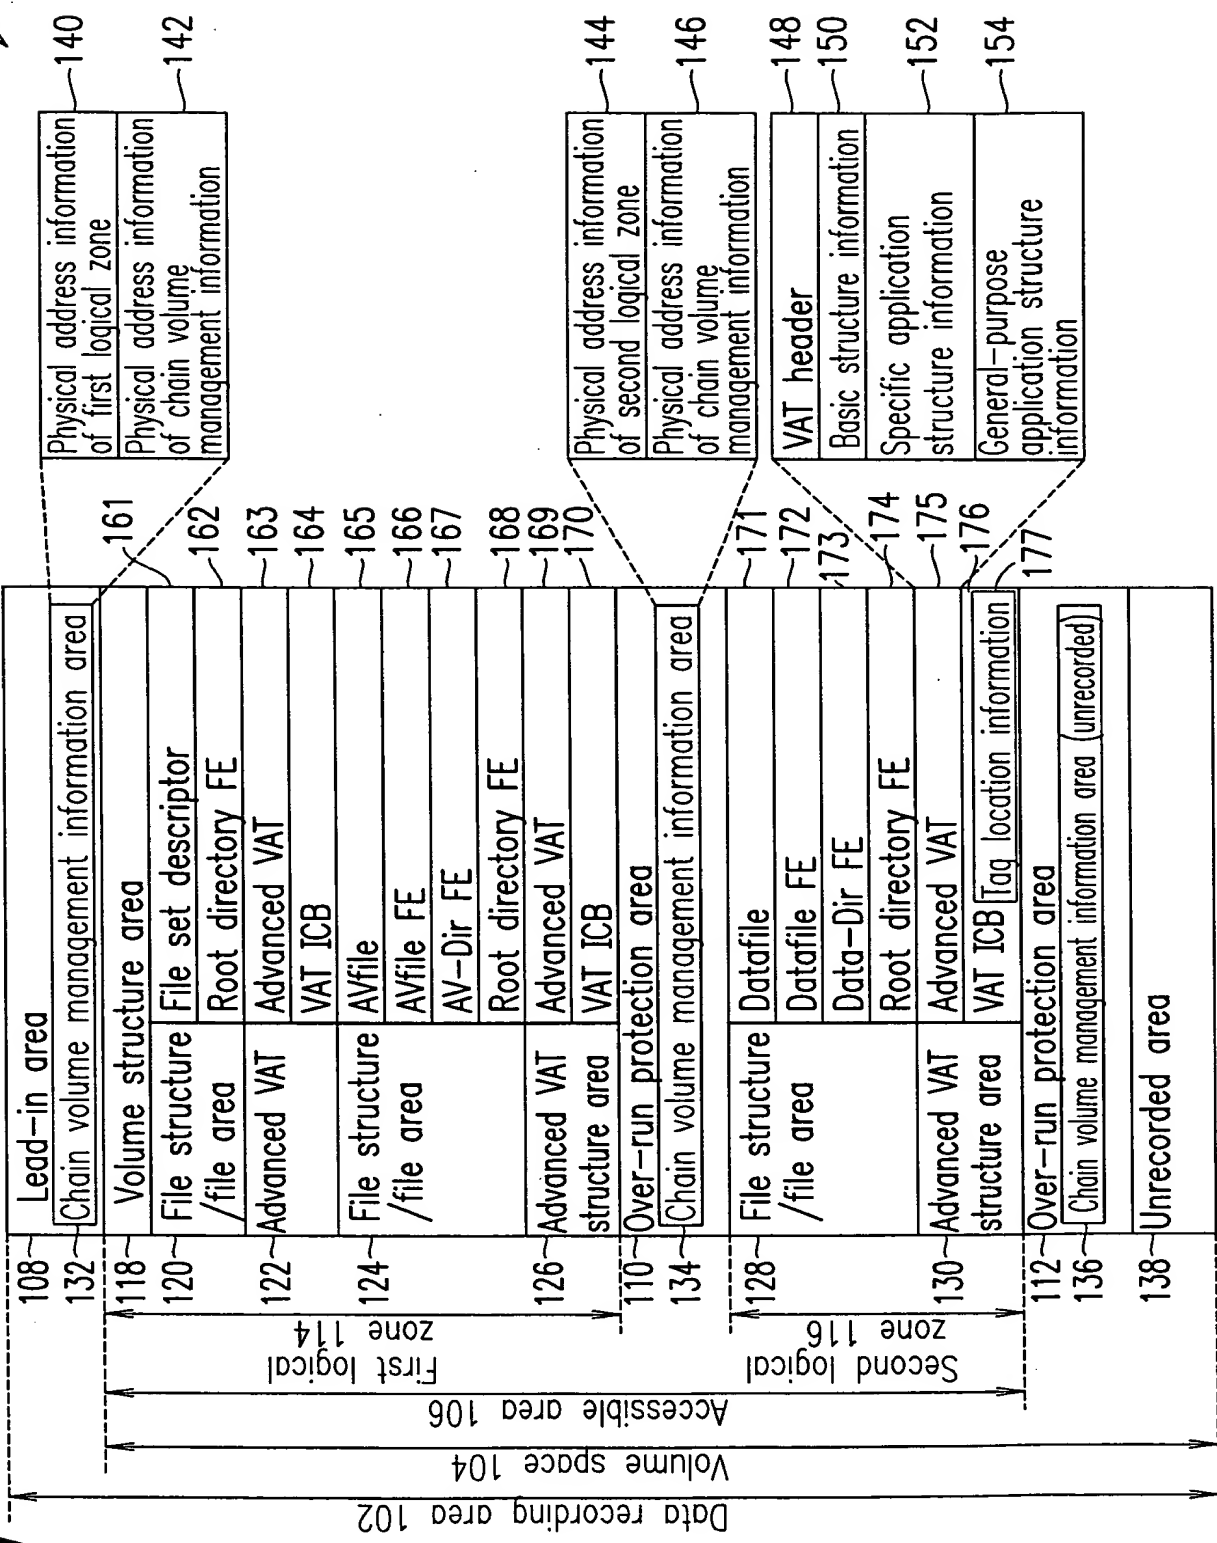 Data recording area 102
Volume space 104
Accessible area 106
First logical
zone 114
Second logical
zone 116
108
Lead-in area
132
Chain volume management information area
118
Volume structure area
120
File structure
/file area
File set descriptor
161
Root directory FE
162
122
Advanced VAT
Advanced VAT
163
VAT ICB
164
124
File structure
/file area
AVfile
165
AVfile FE
166
AV-Dir FE
167
Root directory FE
168
126
Advanced VAT
structure area
Advanced VAT
169
VAT ICB
170
110
Over-run protection area
134
Chain volume management information area
128
File structure
/file area
Datafile
171
Datafile FE
172
Data-Dir FE
173
Root directory FE
174
130
Advanced VAT
structure area
Advanced VAT
175
VAT ICB
176
Tag location information
177
112
Over-run protection area
136
Chain volume management information area (unrecorded)
138
Unrecorded area
Physical address information
of first logical zone
140
Physical address information
of chain volume
management information
142
Physical address information
of second logical zone
144
Physical address information
of chain volume
management information
146
VAT header
148
Basic structure information
150
Specific application
structure information
152
General-purpose
application structure
information
154